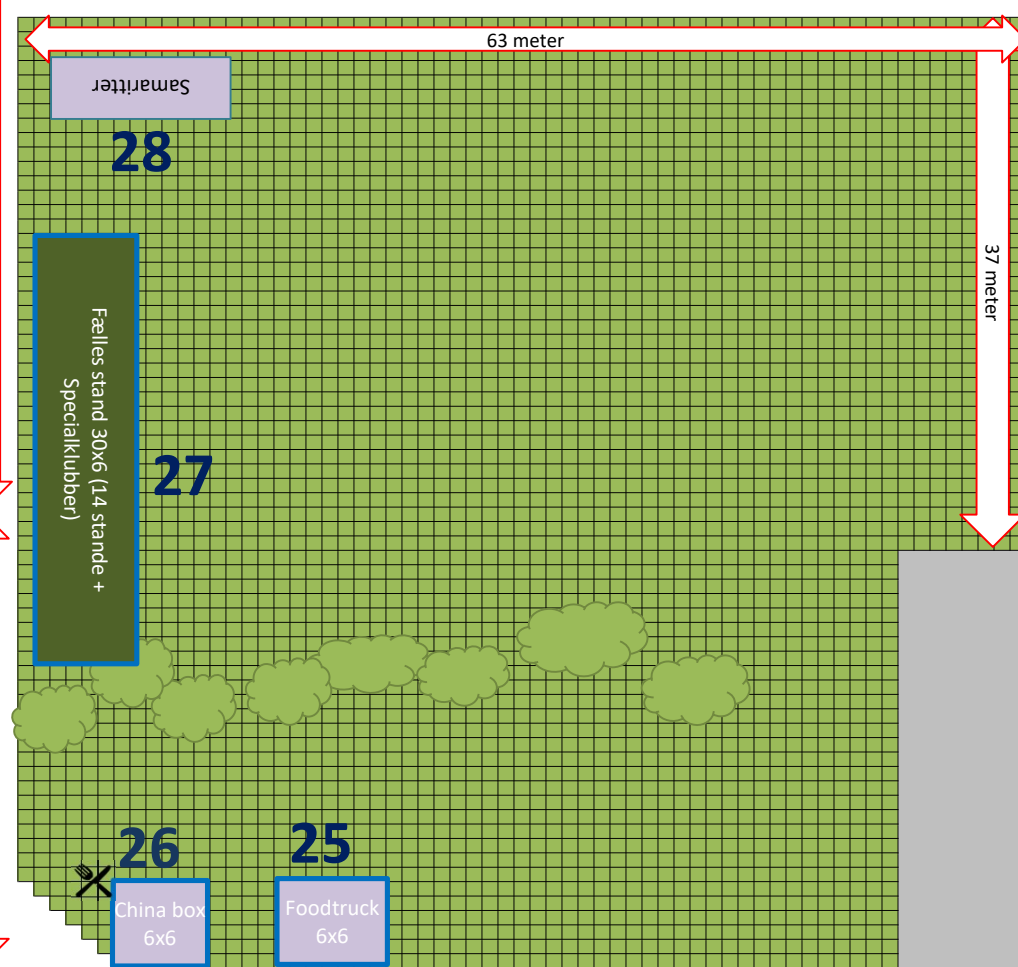 63 meter
Samaritter
28
37 meter
Fælles stand 30x6 (14 stande +
Specialklubber)
27
26
25
China box
6x6
Foodtruck
6x6